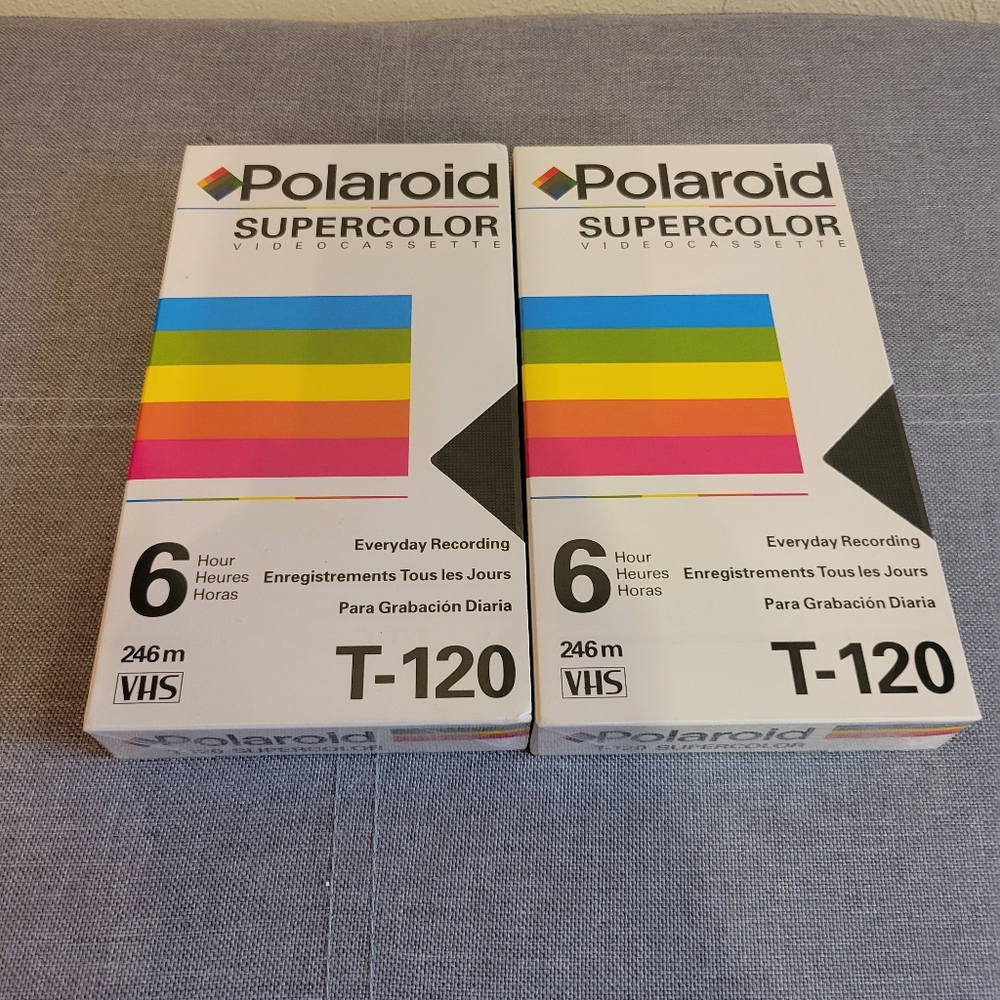 Polaroid
SUPERCOLOR
VIDEOCASSETTE
6 Hour
Heures
Horas
Everyday Recording
Enregistrements Tous les Jours
Para Grabación Diaria
246m
VHS
T-120
Polaroid
T-120 SUPERCOLOR
Polaroid
SUPERCOLOR
VIDEOCASSETTE
6 Hour
Heures
Horas
Everyday Recording
Enregistrements Tous les Jours
Para Grabación Diaria
246m
VHS
T-120
Polaroid
T-120 SUPERCOLOR